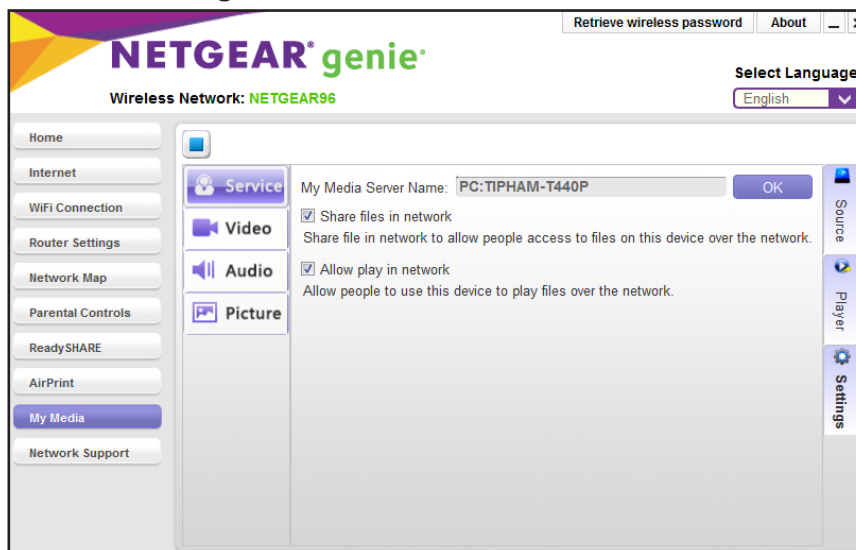 Retrieve wireless password About
NETGEAR® genie®
Select Language
Wireless Network: NETGEAR96
English
Home
Internet
WiFi Connection
Router Settings
Network Map
Parental Controls
ReadySHARE
AirPrint
My Media
Network Support
Service
Video
Audio
Picture
My Media Server Name: PC:TIPHAM-T440P OK
Share files in network
Share file in network to allow people access to files on this device over the network.
Allow play in network
Allow people to use this device to play files over the network.
Source
Player
Settings